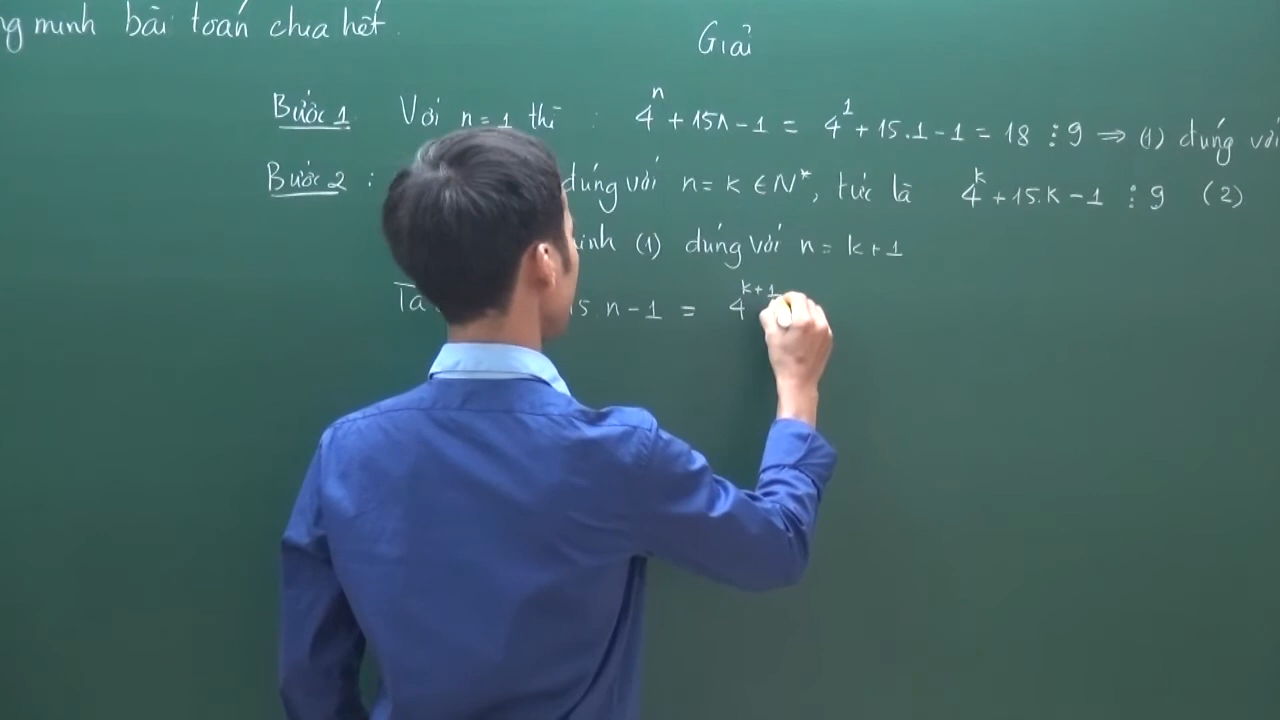 minh bài toán chia hết.
Giải
Bước 1 Với n = 1 thì : 4^n + 15n - 1 = 4^1 + 15.1 - 1 = 18 ⋮ 9 ⇒ (1) đúng với
Bước 2 : đúng với n = k ∈ N*, tức là 4^k + 15.k - 1 ⋮ 9 (2)
(1) đúng với n = k + 1
Ta 15.n - 1 = 4^{k+1}